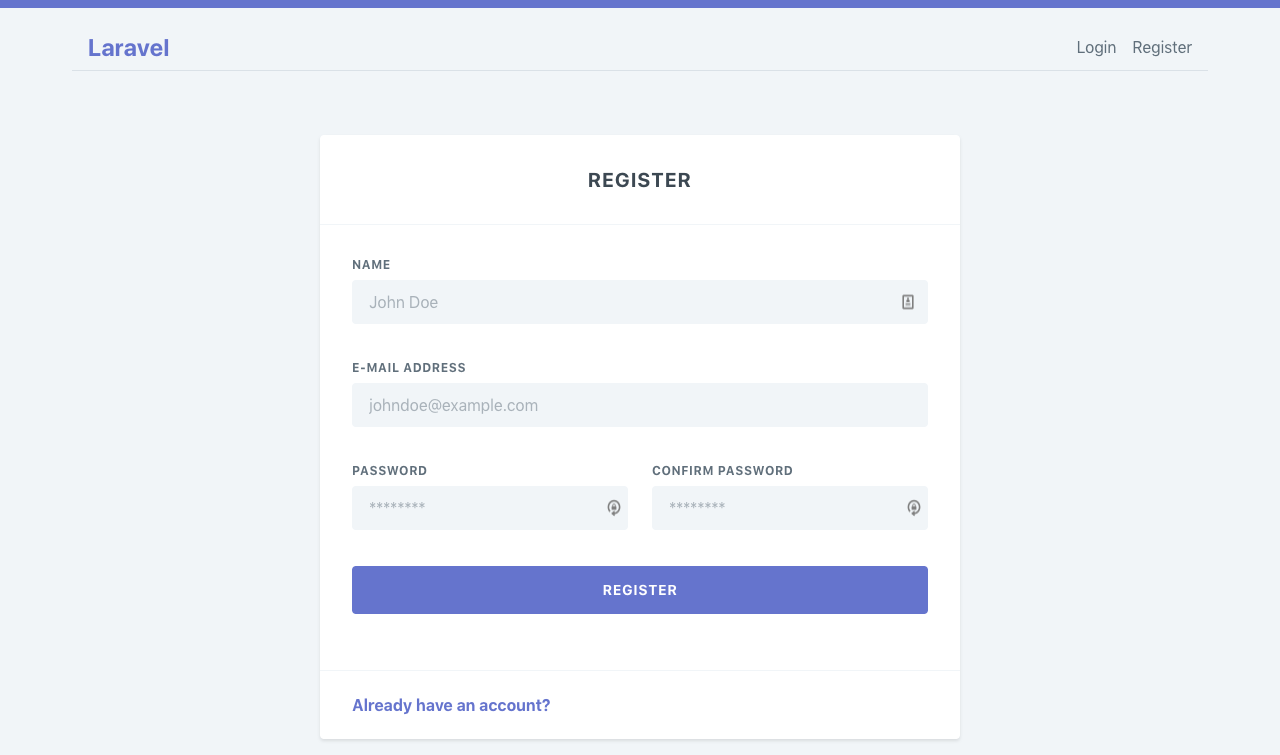 Laravel
Login Register
REGISTER
NAME
John Doe
E-MAIL ADDRESS
johndoe@example.com
PASSWORD CONFIRM PASSWORD
******** ********
REGISTER
Already have an account?